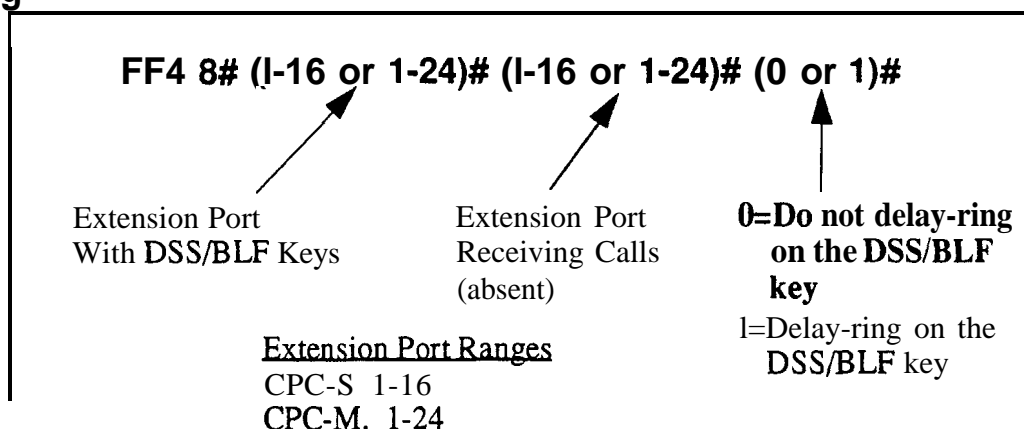 g
FF4 8# (l-16 or 1-24)# (l-16 or 1-24)# (0 or 1)#
Extension Port
With DSS/BLF Keys
Extension Port
Receiving Calls
(absent)
0=Do not delay-ring
on the DSS/BLF
key
l=Delay-ring on the
DSS/BLF key
Extension Port Ranges
CPC-S 1-16
CPC-M. 1-24